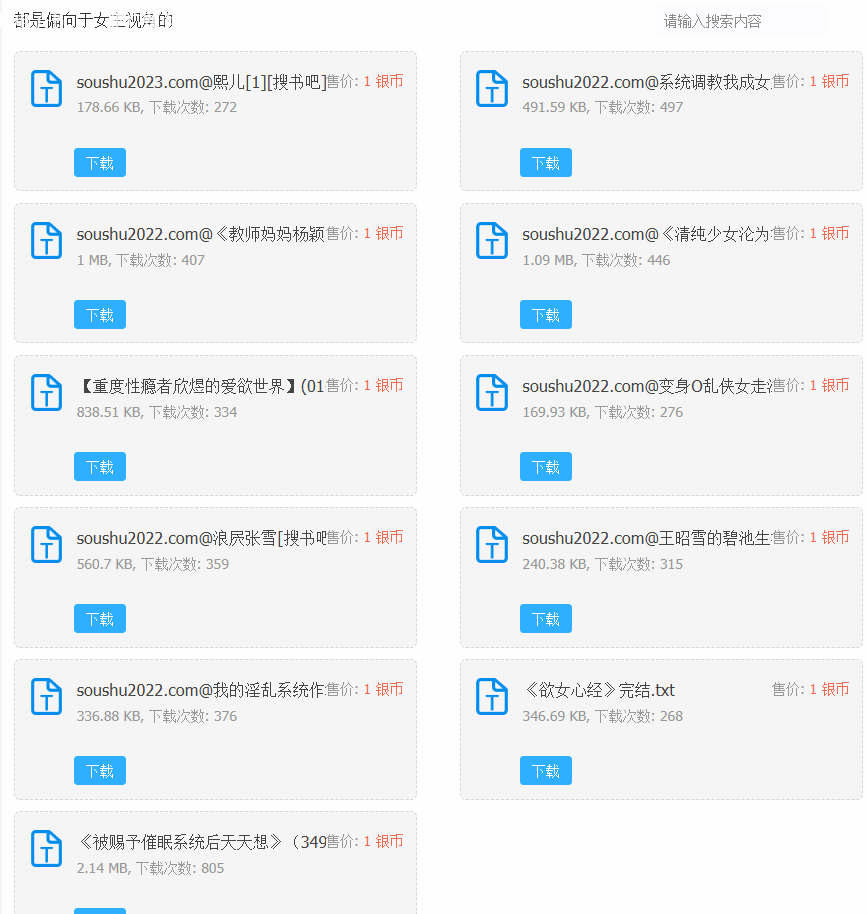 都是偏向于女主视角的
请输入搜索内容
soushu2023.com@熙儿[1][搜书吧]售价: 1 银币
178.66 KB, 下载次数: 272
下载
soushu2022.com@系统调教我成女 售价: 1 银币
491.59 KB, 下载次数: 497
下载
soushu2022.com@《教师妈妈杨颖 售价: 1 银币
1 MB, 下载次数: 407
下载
soushu2022.com@《清纯少女沦为 售价: 1 银币
1.09 MB, 下载次数: 446
下载
【重度性瘾者欣煜的爱欲世界】(01 售价: 1 银币
838.51 KB, 下载次数: 334
下载
soushu2022.com@变身O乱侠女走 售价: 1 银币
169.93 KB, 下载次数: 276
下载
soushu2022.com@浪屄张雪[搜书吧 售价: 1 银币
560.7 KB, 下载次数: 359
下载
soushu2022.com@王昭雪的碧池生 售价: 1 银币
240.38 KB, 下载次数: 315
下载
soushu2022.com@我的淫乱系统作 售价: 1 银币
336.88 KB, 下载次数: 376
下载
《欲女心经》完结.txt 售价: 1 银币
346.69 KB, 下载次数: 268
下载
《被赐予催眠系统后天天想》（349 售价: 1 银币
2.14 MB, 下载次数: 805